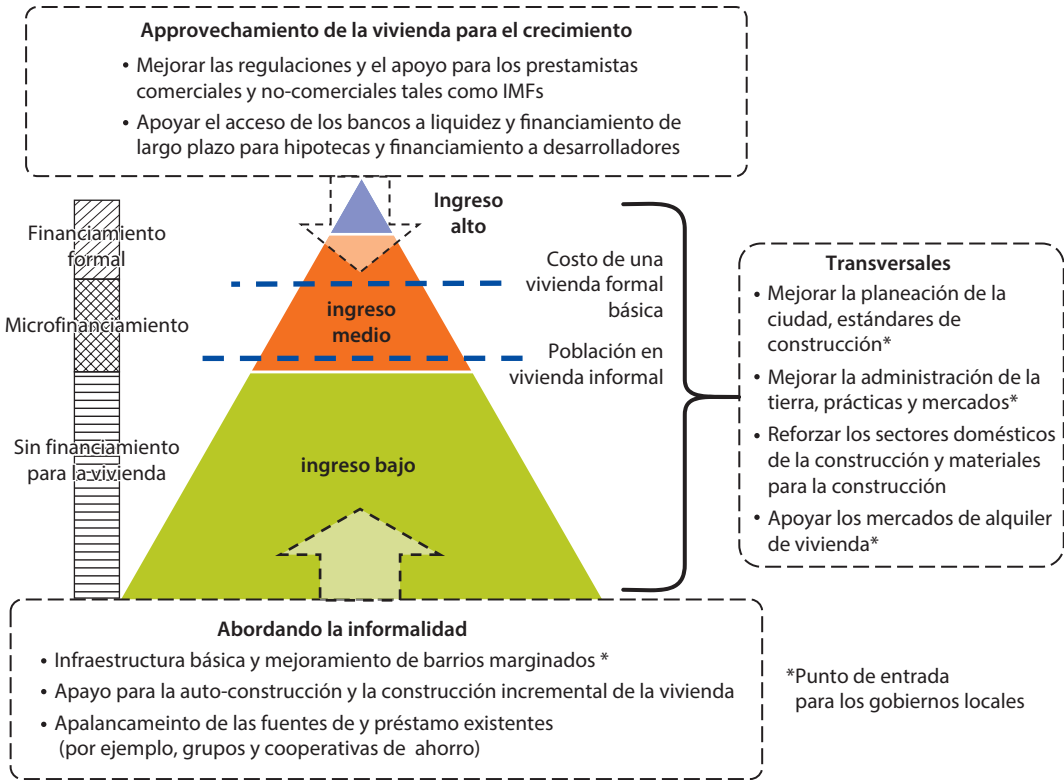 Approvechamiento de la vivienda para el crecimiento
• Mejorar las regulaciones y el apoyo para los prestamistas
comerciales y no-comerciales tales como IMFs
• Apoyar el acceso de los bancos a liquidez y financiamiento de
largo plazo para hipotecas y financiamiento a desarrolladores
Ingreso
alto
Financiamiento
formal
Costo de una
vivienda formal
básica
Microfinanciamiento
ingreso
medio
Población en
vivienda informal
Sin financiamiento
para la vivienda
ingreso bajo
Transversales
• Mejorar la planeación de la
ciudad, estándares de
construcción*
• Mejorar la administración de la
tierra, prácticas y mercados*
• Reforzar los sectores domésticos
de la construcción y materiales
para la construcción
• Apoyar los mercados de alquiler
de vivienda*
Abordando la informalidad
• Infraestructura básica y mejoramiento de barrios marginados *
• Apayo para la auto-construcción y la construcción incremental de la vivienda
• Apalancameinto de las fuentes de y préstamo existentes
(por ejemplo, grupos y cooperativas de ahorro)
*Punto de entrada
para los gobiernos locales